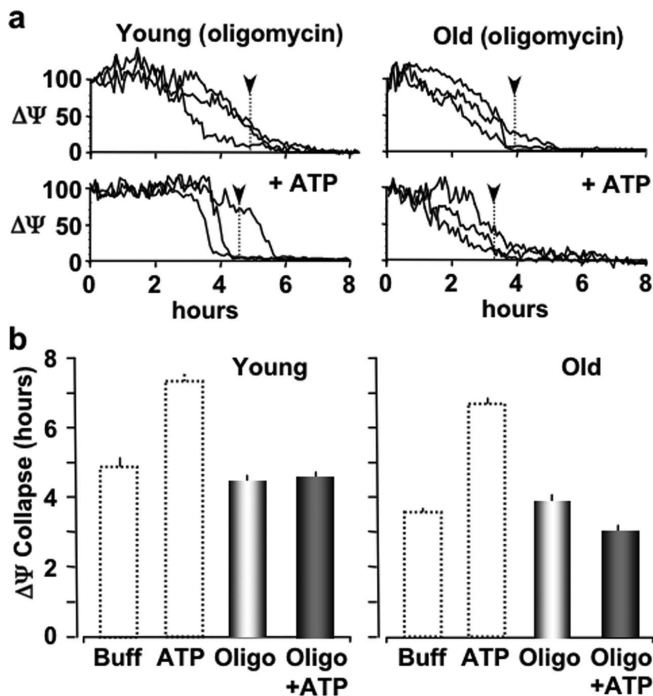 a
Young (oligomycin)
Old (oligomycin)
100
ΔΨ 50
0
+ ATP
+ ATP
100
ΔΨ 50
0
0 2 4 6 8
0 2 4 6 8
hours
hours
b
8
Young
Old
6
4
2
0
ΔΨ Collapse (hours)
Buff ATP Oligo Oligo
+ATP
Buff ATP Oligo Oligo
+ATP